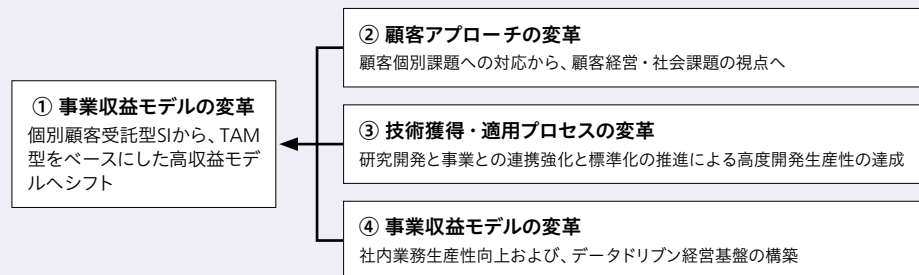 ① 事業収益モデルの変革
個別顧客受託型SIから、TAM
型をベースにした高収益モデ
ルへシフト
② 顧客アプローチの変革
顧客個別課題への対応から、顧客経営・社会課題の視点へ
③ 技術獲得・適用プロセスの変革
研究開発と事業との連携強化と標準化の推進による高度開発生産性の達成
④ 事業収益モデルの変革
社内業務生産性向上および、データドリブン経営基盤の構築